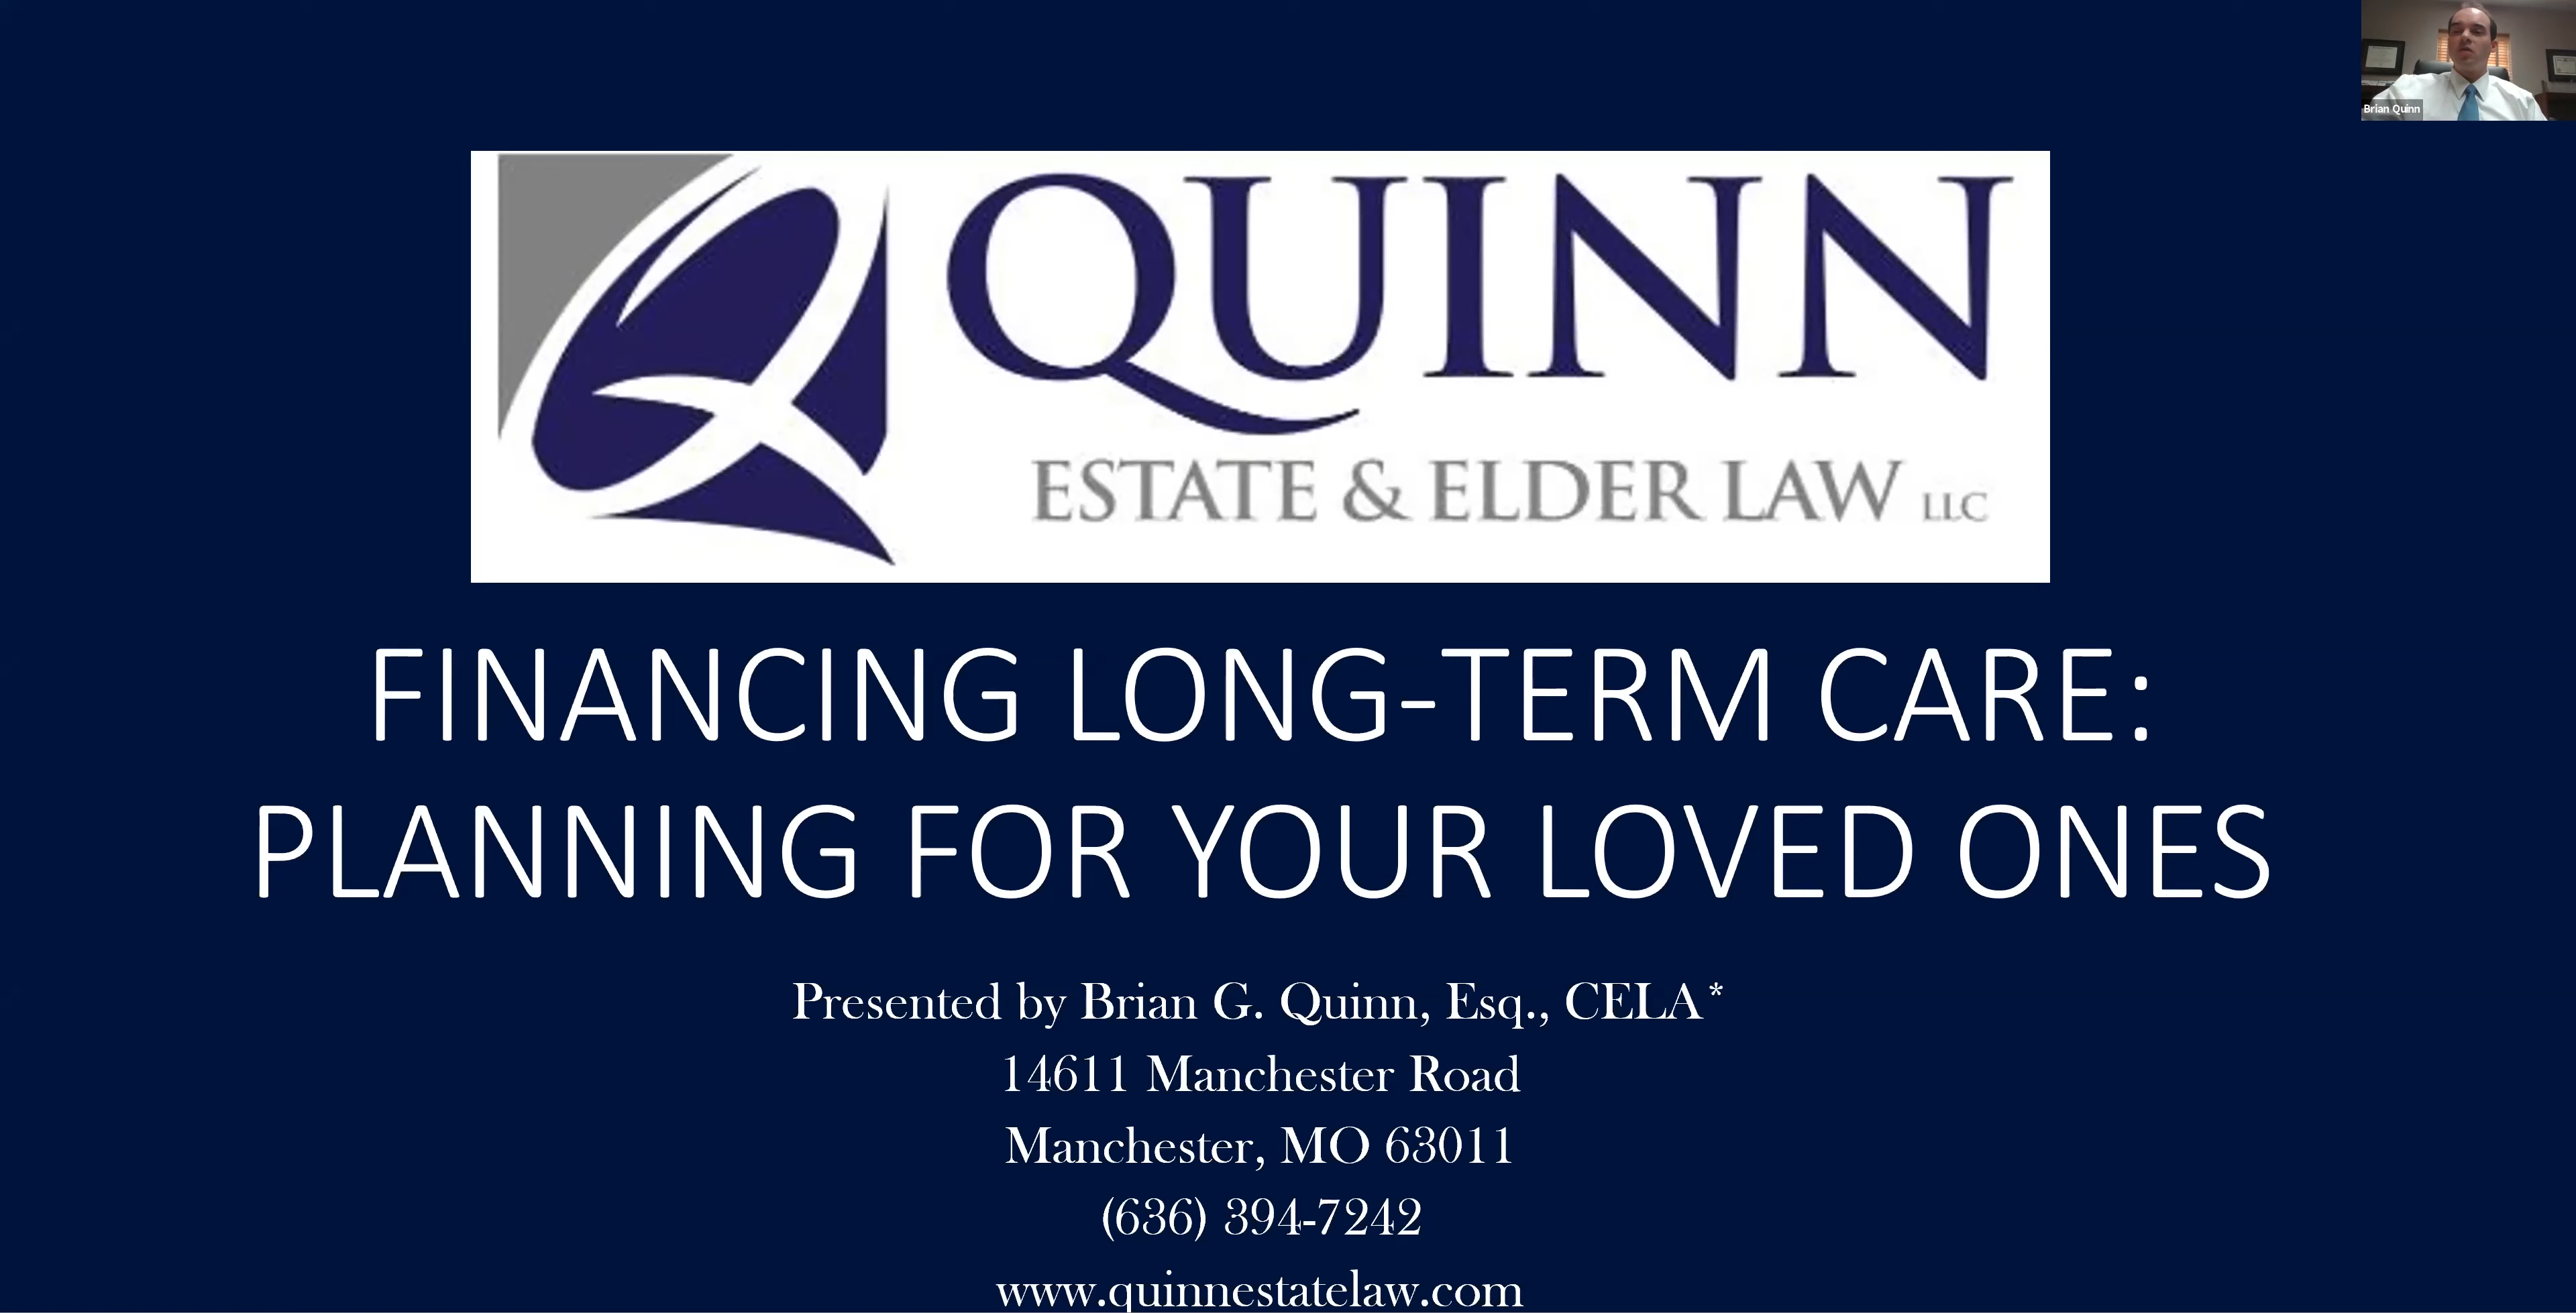 Brian Quinn
QUINN
ESTATE & ELDER LAW LLC
FINANCING LONG-TERM CARE:
PLANNING FOR YOUR LOVED ONES
Presented by Brian G. Quinn, Esq., CELA*
14611 Manchester Road
Manchester, MO 63011
(636) 394-7242
www.quinnestatelaw.com